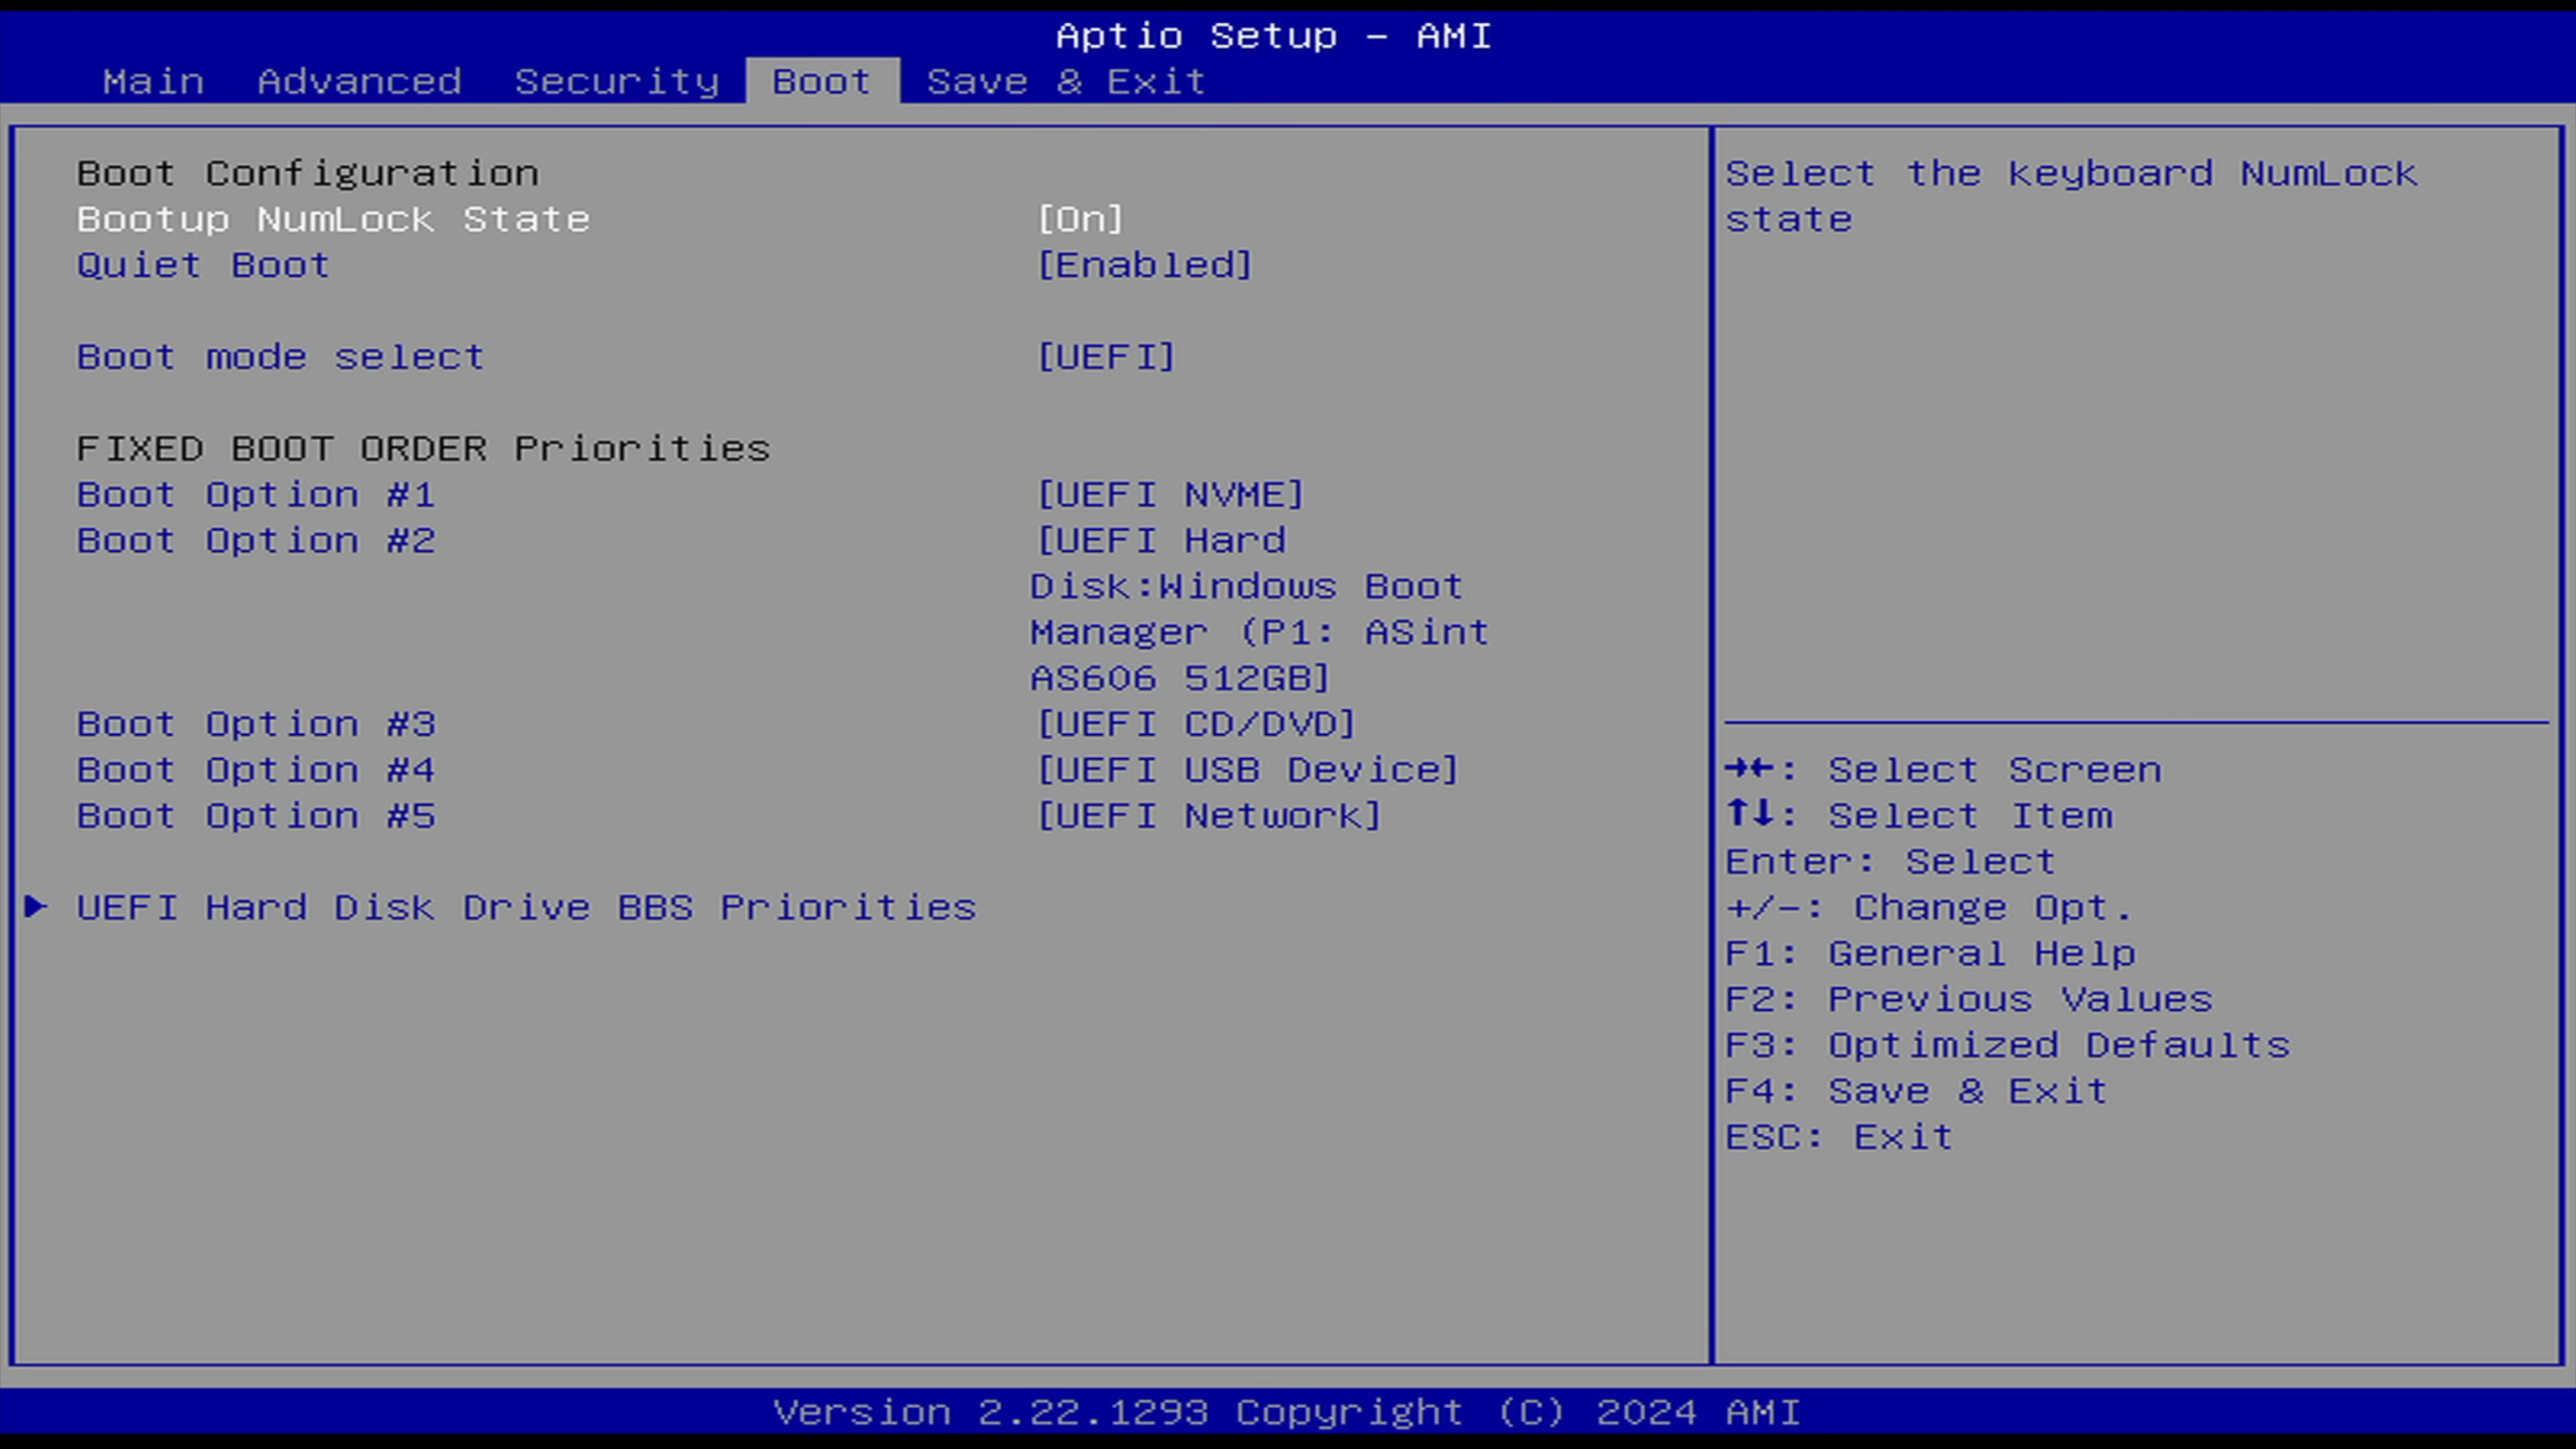 Aptio Setup - AMI
Main Advanced Security Boot Save & Exit
Boot Configuration
Bootup NumLock State [On]
Quiet Boot [Enabled]
Boot mode select [UEFI]
FIXED BOOT ORDER Priorities
Boot Option #1 [UEFI NVME]
Boot Option #2 [UEFI Hard
Disk:Windows Boot
Manager (P1: ASint
AS606 512GB]
Boot Option #3 [UEFI CD/DVD]
Boot Option #4 [UEFI USB Device]
Boot Option #5 [UEFI Network]
▶ UEFI Hard Disk Drive BBS Priorities
Select the keyboard NumLock
state
→←: Select Screen
↑↓: Select Item
Enter: Select
+/-: Change Opt.
F1: General Help
F2: Previous Values
F3: Optimized Defaults
F4: Save & Exit
ESC: Exit
Version 2.22.1293 Copyright (C) 2024 AMI